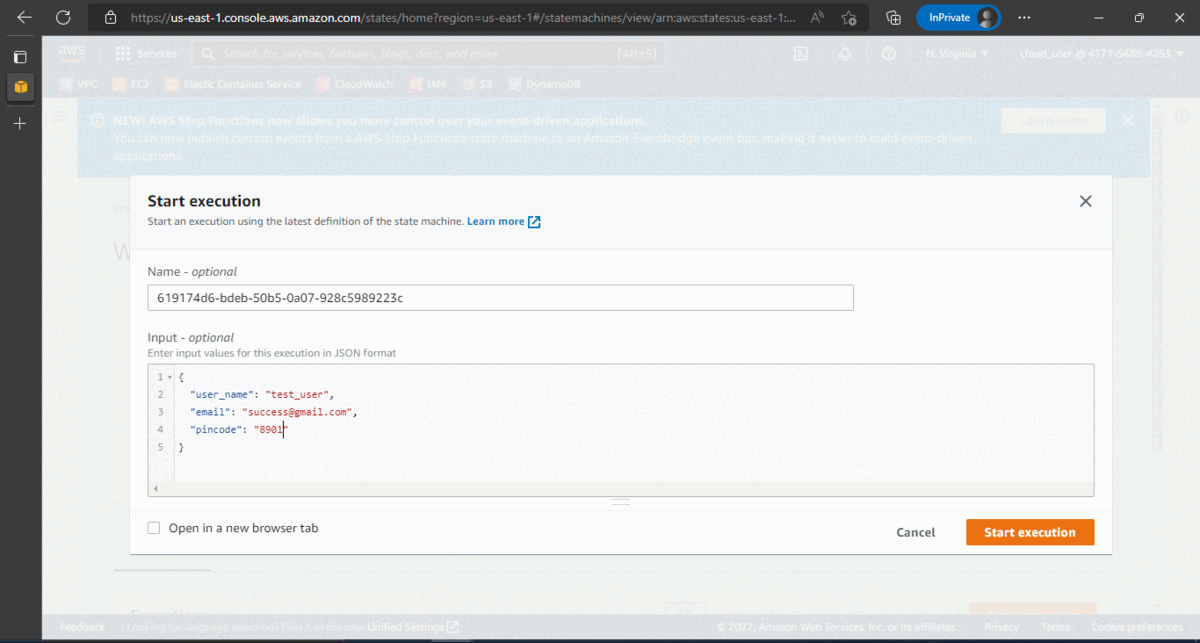 https://us-east-1.console.aws.amazon.com/states/home?region=us-east-1#/statemachines/view/arn:aws:states:us-east-1:...
InPrivate
aws
Services
Search for services, features, blogs, docs, and more
[Alt+S]
N. Virginia
cloud_user @ 4171-5488-4263
VPC
EC2
Elastic Container Service
CloudWatch
IAM
S3
DynamoDB
NEW! AWS Step Functions now allows you more control over your event-driven applications.
You can now publish custom events from a AWS Step Functions state machine to an Amazon Eventbridge event bus, making it easier to build event-driven
applications.
Learn more
Start execution
Start an execution using the latest definition of the state machine. Learn more
Name - optional
619174d6-bdeb-50b5-0a07-928c5989223c
Input - optional
Enter input values for this execution in JSON format
1 {
2 "user_name": "test_user",
3 "email": "success@gmail.com",
4 "pincode": "8901"
5 }
Open in a new browser tab
Cancel
Start execution
Executions
Feedback
Looking for language selection? Find it in the new Unified Settings
© 2022, Amazon Web Services, Inc. or its affiliates.
Privacy
Terms
Cookie preferences